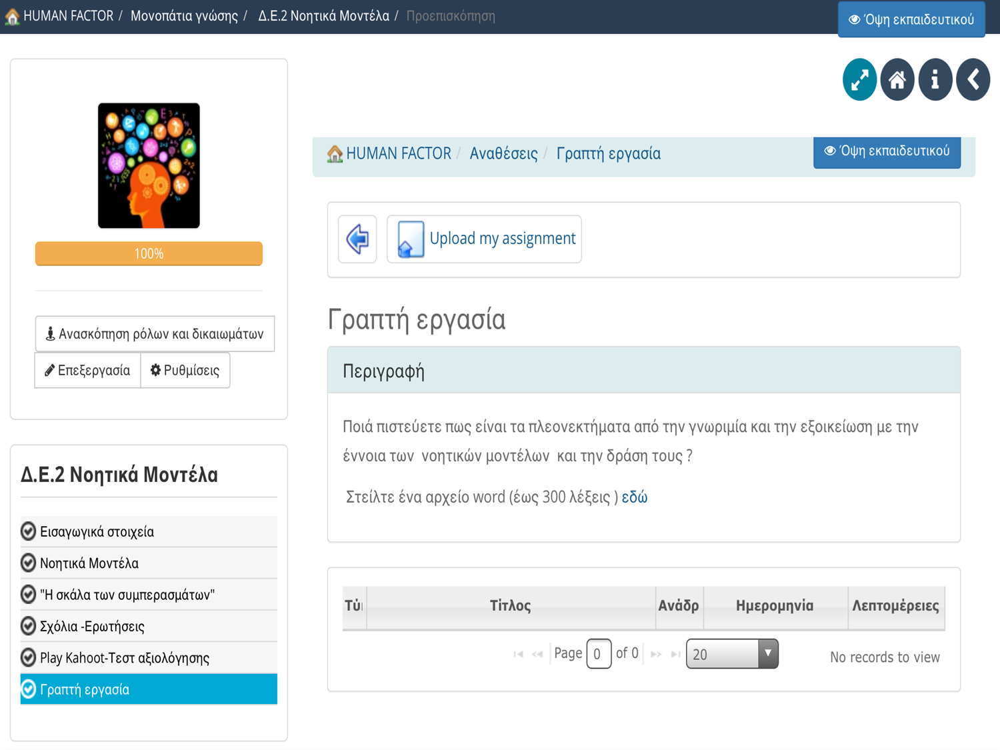 HUMAN FACTOR / Μονοπάτια γνώσης / Δ.Ε.2 Νοητικά Μοντέλα / Προεπισκόπηση
Όψη εκπαιδευτικού
100%
Ανασκόπηση ρόλων και δικαιωμάτων
Επεξεργασία
Ρυθμίσεις
Δ.Ε.2 Νοητικά Μοντέλα
Εισαγωγικά στοιχεία
Νοητικά Μοντέλα
"Η σκάλα των συμπερασμάτων"
Σχόλια -Ερωτήσεις
Play Kahoot-Τεστ αξιολόγησης
Γραπτή εργασία
HUMAN FACTOR / Αναθέσεις / Γραπτή εργασία
Όψη εκπαιδευτικού
Upload my assignment
Γραπτή εργασία
Περιγραφή
Ποιά πιστεύετε πως είναι τα πλεονεκτήματα από την γνωριμία και την εξοικείωση με την
έννοια των νοητικών μοντέλων και την δράση τους ?
Στείλτε ένα αρχείο word (έως 300 λέξεις ) εδώ
Τίτλος Ανάδρ Ημερομηνία Λεπτομέρειες
Page 0 of 0 20 No records to view